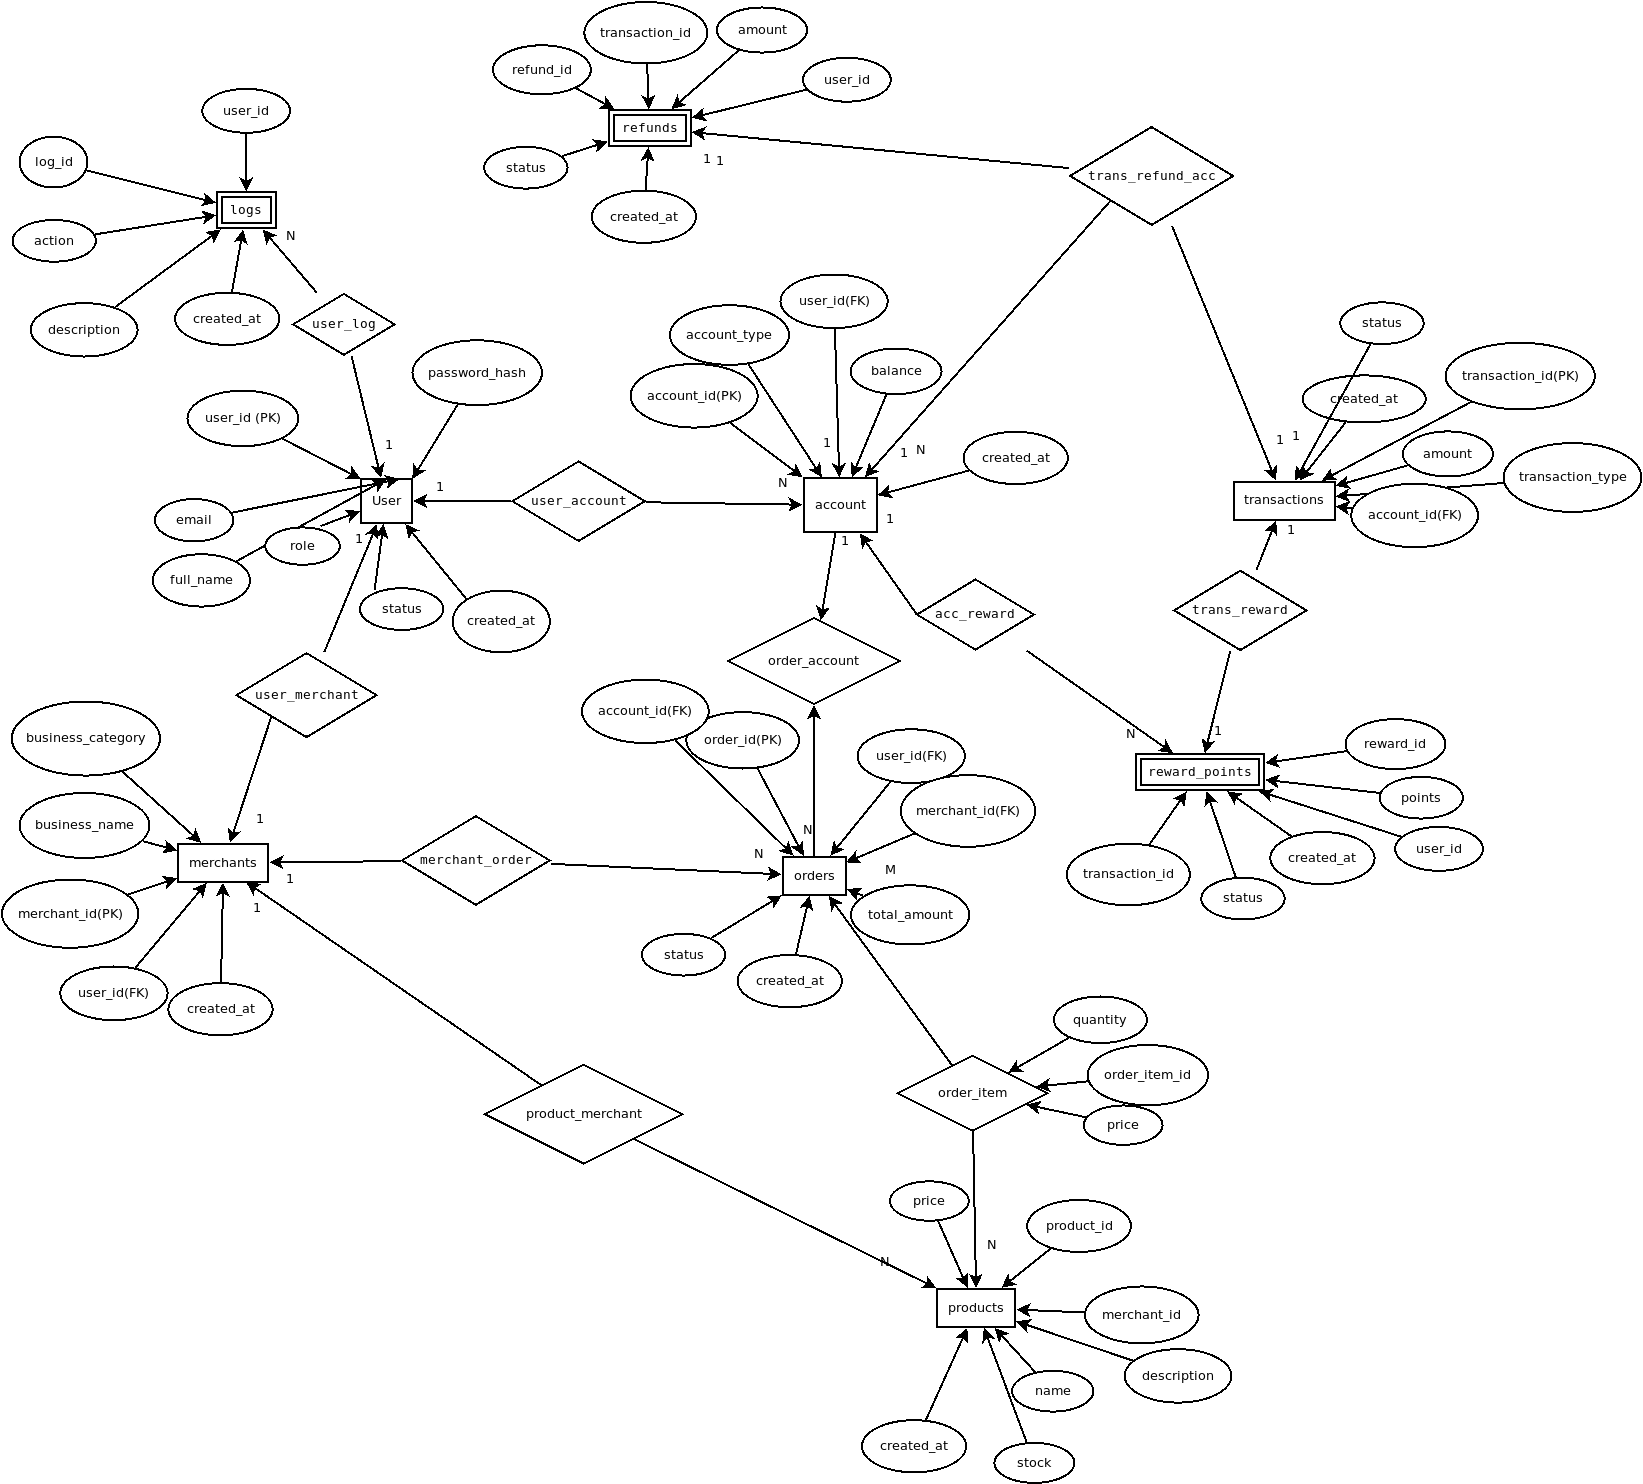 transaction_id
amount
refund_id
user_id
refunds
status
created_at
1 1
trans_refund_acc
user_id
log_id
logs
action
N
description
created_at
user_log
password_hash
user_id (PK)
1
email
User
1
role
full_name
1
status
created_at
user_account
user_id(FK)
account_type
balance
account_id(PK)
1
1 N
created_at
N
account
1
1
status
transaction_id(PK)
created_at
1 1
amount
transaction_type
transactions
account_id(FK)
1
order_account
acc_reward
trans_reward
user_merchant
business_category
business_name
1
merchants
1
merchant_id(PK)
1
user_id(FK)
created_at
merchant_order
account_id(FK)
order_id(PK)
user_id(FK)
merchant_id(FK)
N
N
orders
M
total_amount
status
created_at
N
1
reward_id
reward_points
points
user_id
created_at
transaction_id
status
product_merchant
quantity
order_item_id
order_item
price
price
product_id
N
N
products
merchant_id
description
name
created_at
stock